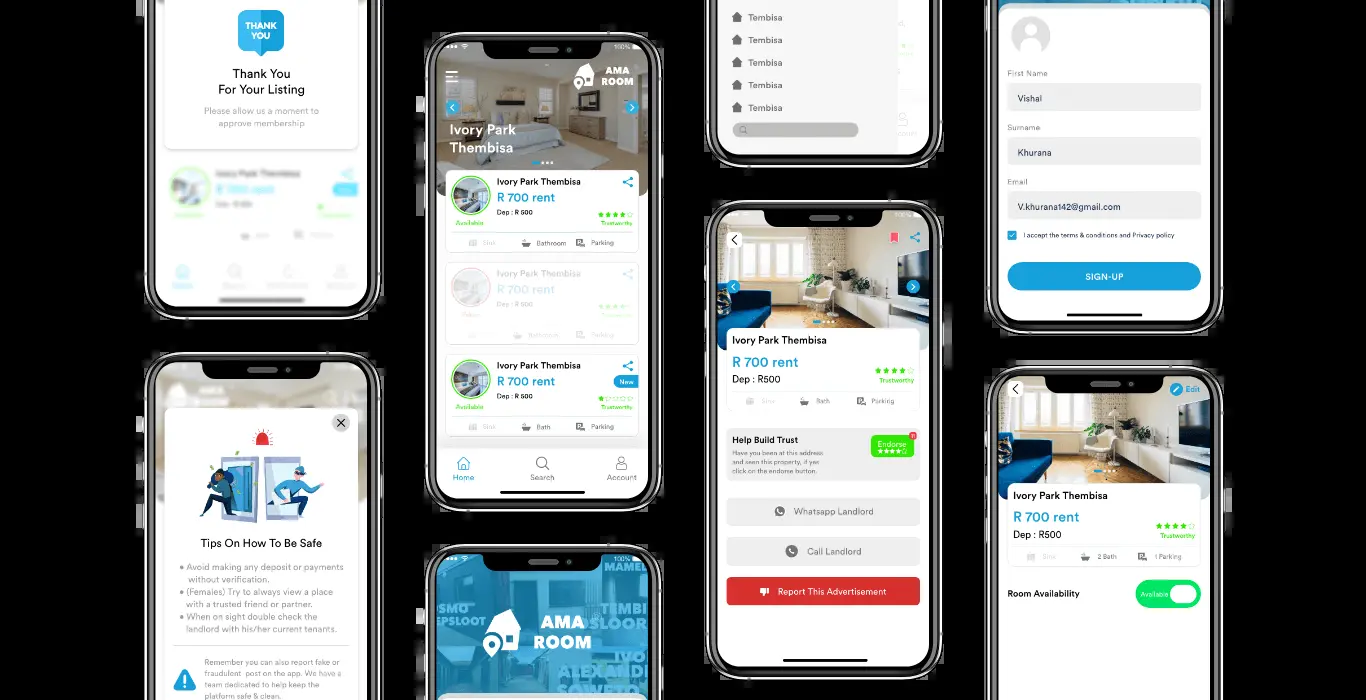 THANK
YOU
Thank You
For Your Listing
Please allow us a moment to
approve membership
Ivory Park Thembisa
R 700 rent
Tips On How To Be Safe
• Avoid making any deposit or payments
without verification.
• (Females) Try to always view a place
with a trusted friend or partner.
• When on sight double check the
landlord with his/her current tenants.
Remember you can also report fake or
fraudulent post on the app. We have a
team dedicated to help keep the
platform safe & clean.
100%
AMA
ROOM
Ivory Park
Thembisa
Ivory Park Thembisa
R 700 rent
Dep : R 500
Available
Trustworthy
Sink
Bathroom
Parking
Ivory Park Thembisa
R 700 rent
Dep : R 500
Trustworthy
Bathroom
Parking
Ivory Park Thembisa
R 700 rent
New
Dep : R 500
Available
Trustworthy
Sink
Bath
Parking
Home
Search
Account
100%
AMA
ROOM
Tembisa
Tembisa
Tembisa
Tembisa
Tembisa
Ivory Park Thembisa
R 700 rent
Dep : R500
Trustworthy
Sink
Bath
Parking
Help Build Trust
Have you been at this address
and seen this property, if yes
click on the endorse button.
Endorse
Whatsapp Landlord
Call Landlord
Report This Advertisement
First Name
Vishal
Surname
Khurana
Email
V.khurana142@gmail.com
I accept the terms & conditions and Privacy policy
SIGN-UP
Edit
Ivory Park Thembisa
R 700 rent
Dep : R500
Trustworthy
Sink
2 Bath
1 Parking
Room Availability
Available